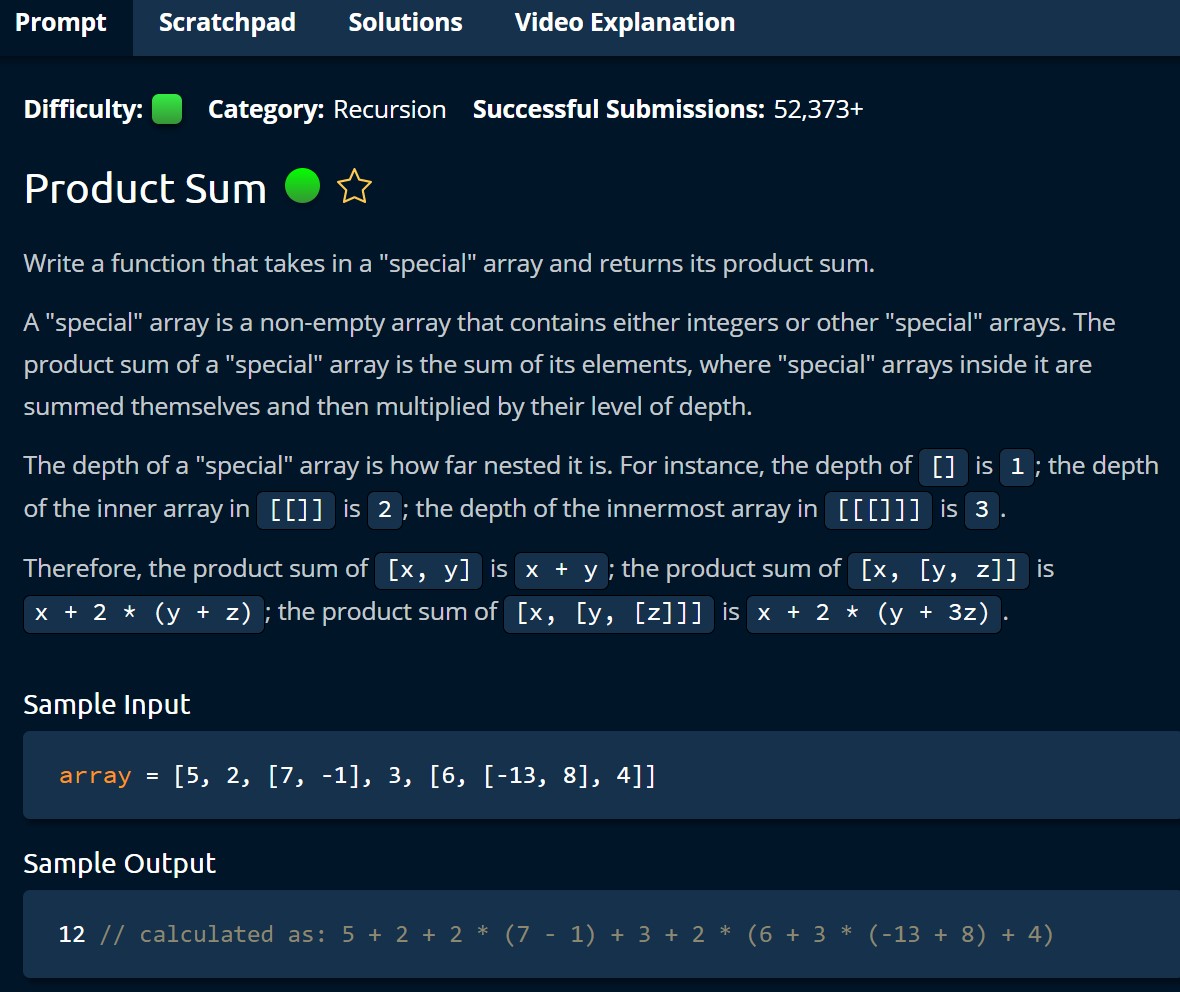 Prompt Scratchpad Solutions Video Explanation
Difficulty: Category: Recursion Successful Submissions: 52,373+
Product Sum
Write a function that takes in a "special" array and returns its product sum.
A "special" array is a non-empty array that contains either integers or other "special" arrays. The
product sum of a "special" array is the sum of its elements, where "special" arrays inside it are
summed themselves and then multiplied by their level of depth.
The depth of a "special" array is how far nested it is. For instance, the depth of [] is 1; the depth
of the inner array in [[]] is 2; the depth of the innermost array in [[[]]] is 3.
Therefore, the product sum of [x, y] is x + y; the product sum of [x, [y, z]] is
x + 2 * (y + z); the product sum of [x, [y, [z]]] is x + 2 * (y + 3z).
Sample Input
array = [5, 2, [7, -1], 3, [6, [-13, 8], 4]]
Sample Output
12 // calculated as: 5 + 2 + 2 * (7 - 1) + 3 + 2 * (6 + 3 * (-13 + 8) + 4)